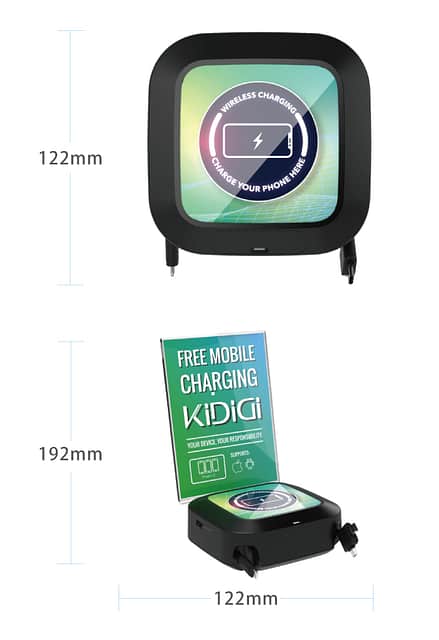 WIRELESS CHARGING
122mm
CHARGE YOUR PHONE HERE
FREE MOBILE
CHARGING
KiDiGi
192mm
YOUR DEVICE, YOUR RESPONSIBILITY
SUPPORTS:
122mm